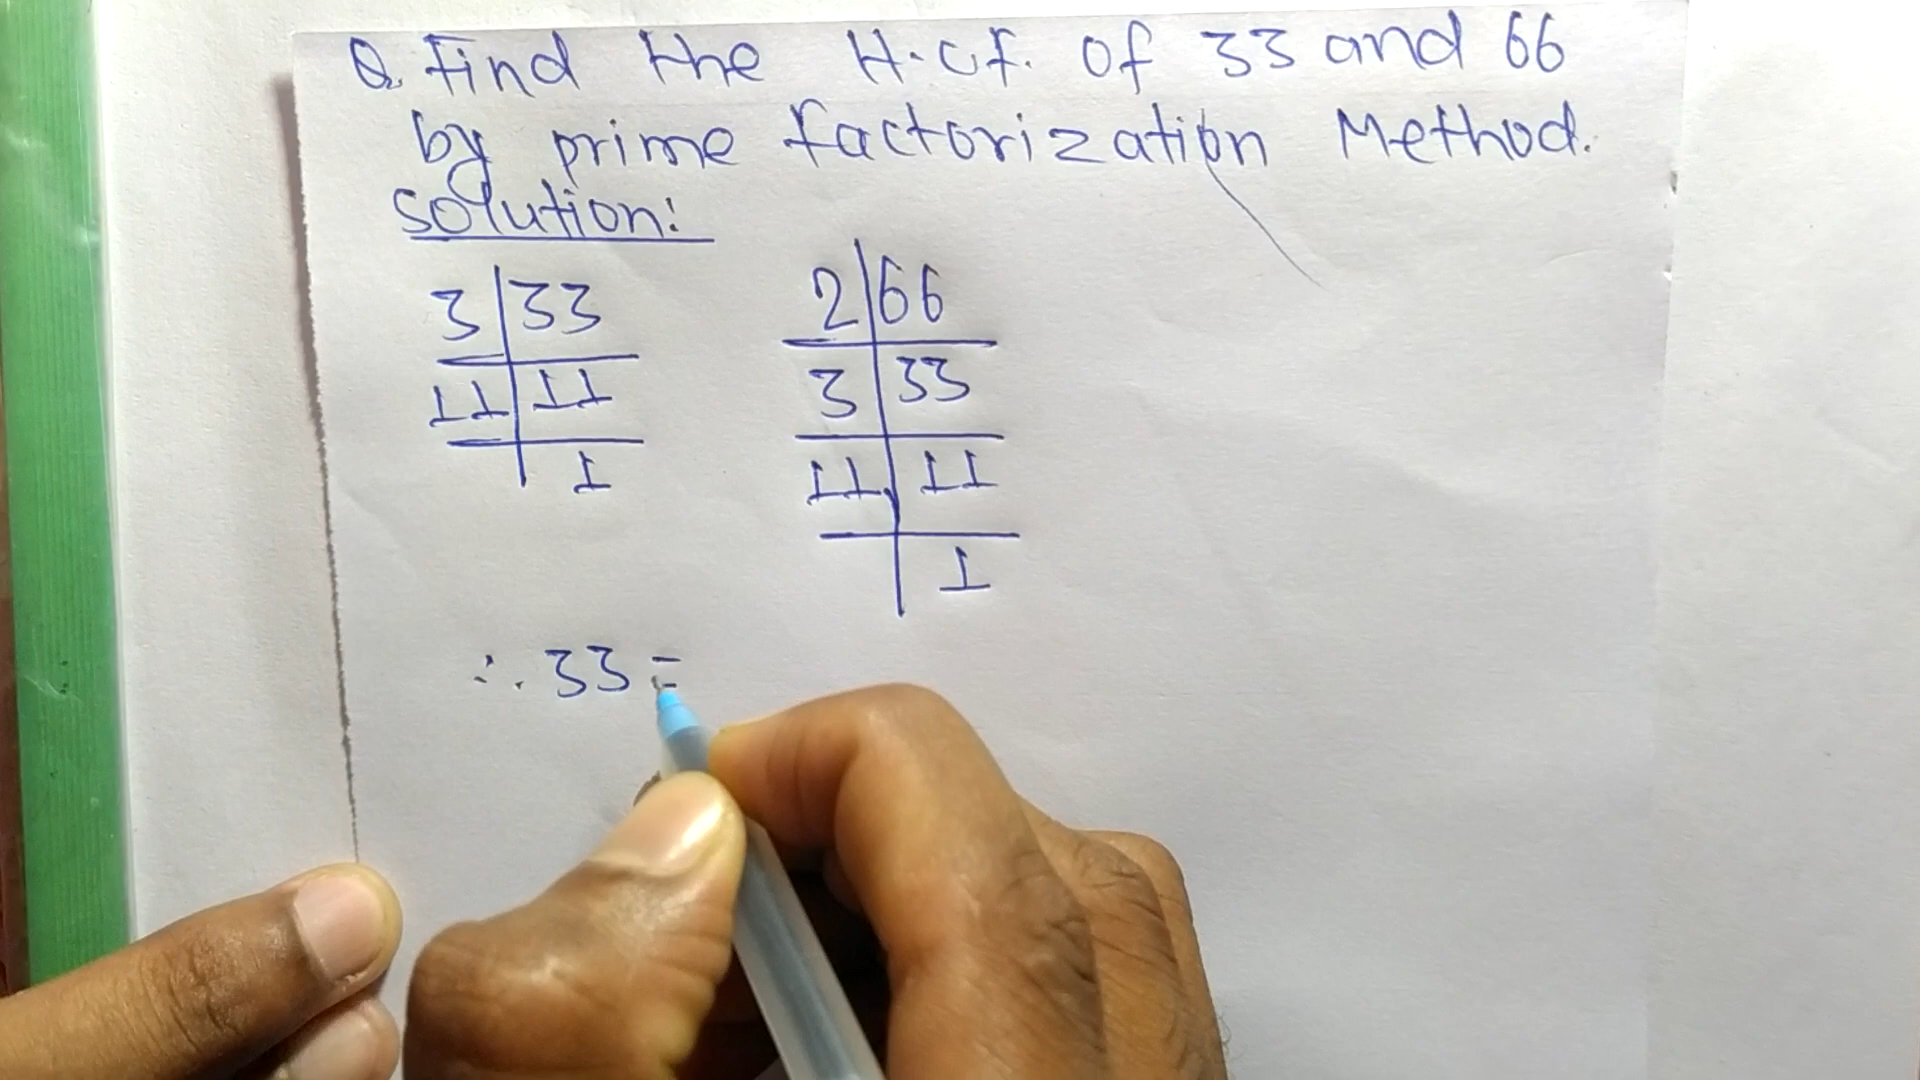 Q. Find the H.C.F. of 33 and 66
by prime factorization Method.
Solution:
3 33
11 11
1
2 66
3 33
11 11
1
∴ 33 =